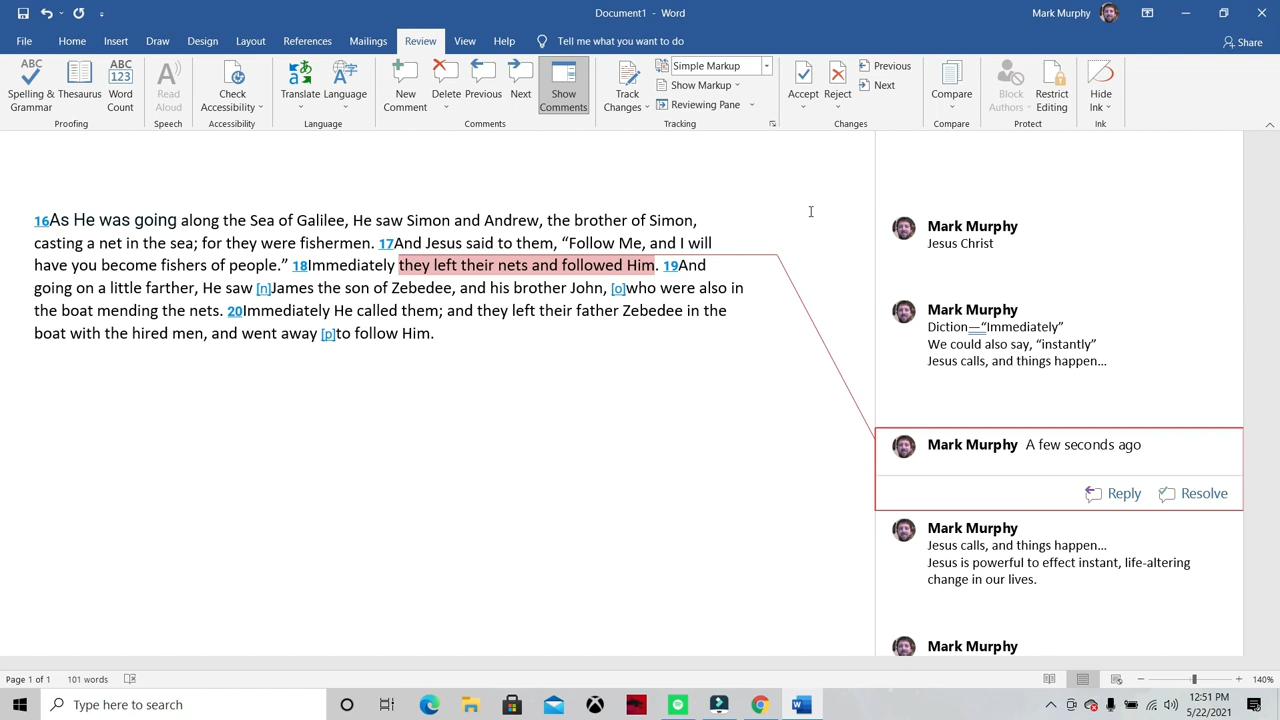 Document1 - Word
Mark Murphy
File Home Insert Draw Design Layout References Mailings Review View Help Tell me what you want to do
Share
ABC
Spelling & Grammar
Thesaurus
ABC
123
Word Count
Read Aloud
Check Accessibility
Translate
Language
New Comment
Delete
Previous
Next
Show Comments
Track Changes
Simple Markup
Show Markup
Reviewing Pane
Accept
Reject
Previous
Next
Compare
Block Authors
Restrict Editing
Hide Ink
Proofing Speech Accessibility Language Comments Tracking Changes Compare Protect Ink
16As He was going along the Sea of Galilee, He saw Simon and Andrew, the brother of Simon,
casting a net in the sea; for they were fishermen. 17And Jesus said to them, “Follow Me, and I will
have you become fishers of people.” 18Immediately they left their nets and followed Him. 19And
going on a little farther, He saw [n]James the son of Zebedee, and his brother John, [o]who were also in
the boat mending the nets. 20Immediately He called them; and they left their father Zebedee in the
boat with the hired men, and went away [p]to follow Him.
Mark Murphy
Jesus Christ
Mark Murphy
Diction—“Immediately”
We could also say, “instantly”
Jesus calls, and things happen...
Mark Murphy A few seconds ago
Reply Resolve
Mark Murphy
Jesus calls, and things happen...
Jesus is powerful to effect instant, life-altering
change in our lives.
Mark Murphy
Page 1 of 1 101 words
140%
Type here to search
12:51 PM
5/22/2021